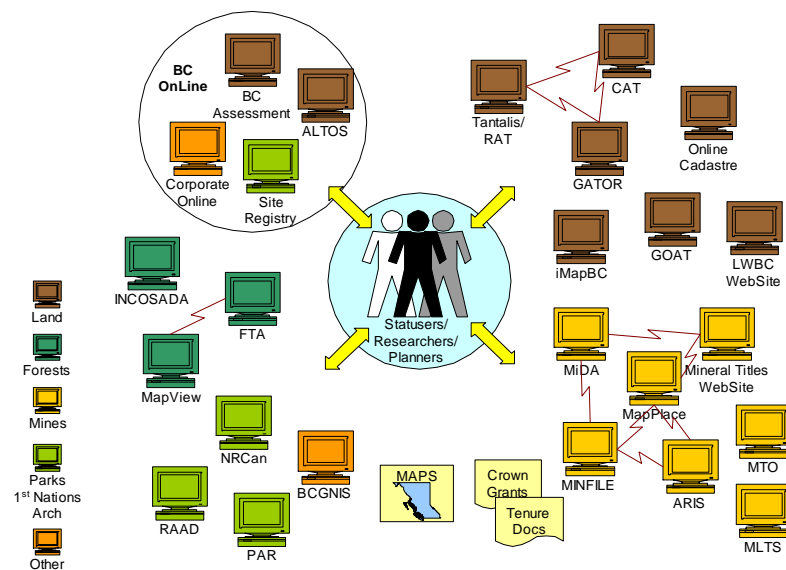 BC
OnLine
BC
Assessment
ALTOS
Corporate
Online
Site
Registry
Tantalis/
RAT
CAT
GATOR
Online
Cadastre
iMapBC
GOAT
LWBC
WebSite
INCOSADA
FTA
MapView
Statusers/
Researchers/
Planners
MiDA
Mineral Titles
WebSite
MapPlace
MINFILE
ARIS
MTO
MLTS
NRCan
BCGNIS
RAAD
PAR
MAPS
Crown
Grants
Tenure
Docs
Land
Forests
Mines
Parks
1st Nations
Arch
Other